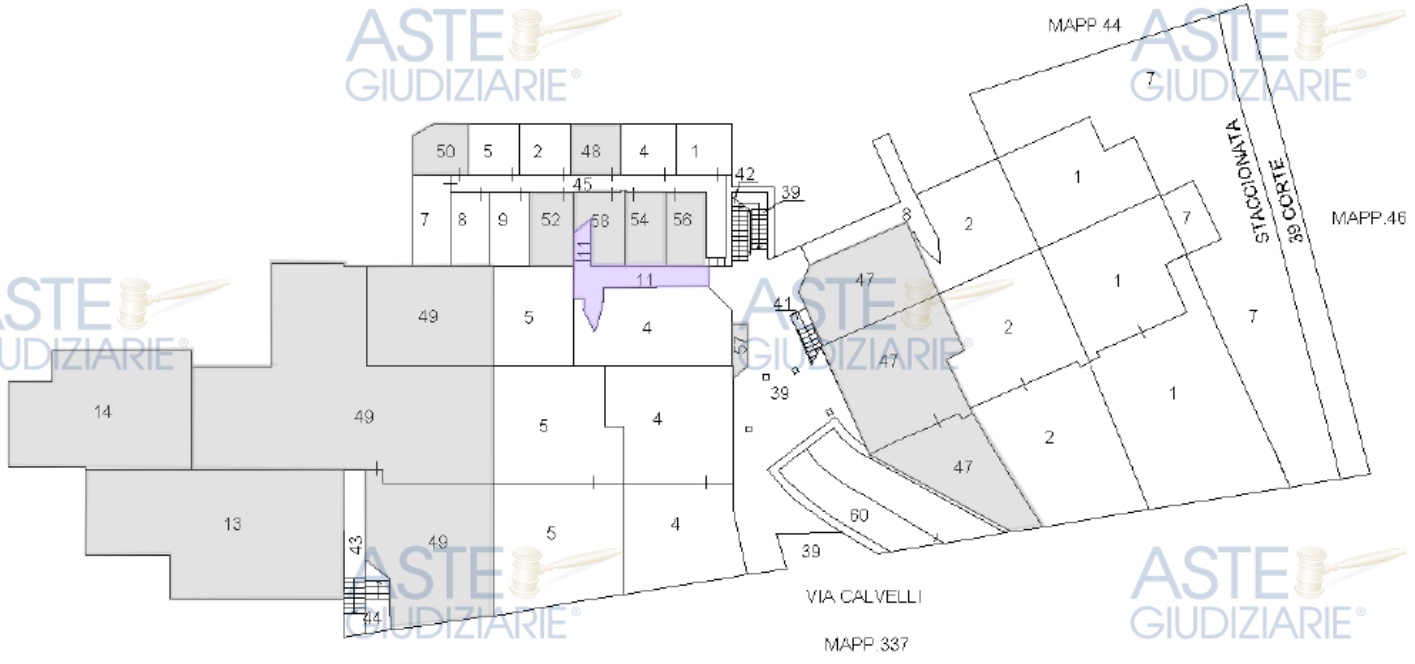 ASTE
GIUDIZIARIE®
MAPP.44
ASTE
GIUDIZIARIE®
7
50 5 2 48 4 1
42
39
45
7 8 9 52 58 54 56
11
11
8
2
1
7
STACCIONATA
39 CORTE
MAPP.46
ASTE
GIUDIZIARIE®
49
5
4
57
41
ASTE
GIUDIZIARIE®
47
47
2
1
7
14
49
5
4
39
47
2
1
13
43
49
5
4
60
39
44
ASTE
GIUDIZIARIE®
ASTE
GIUDIZIARIE®
VIA CALVELLI
MAPP.337